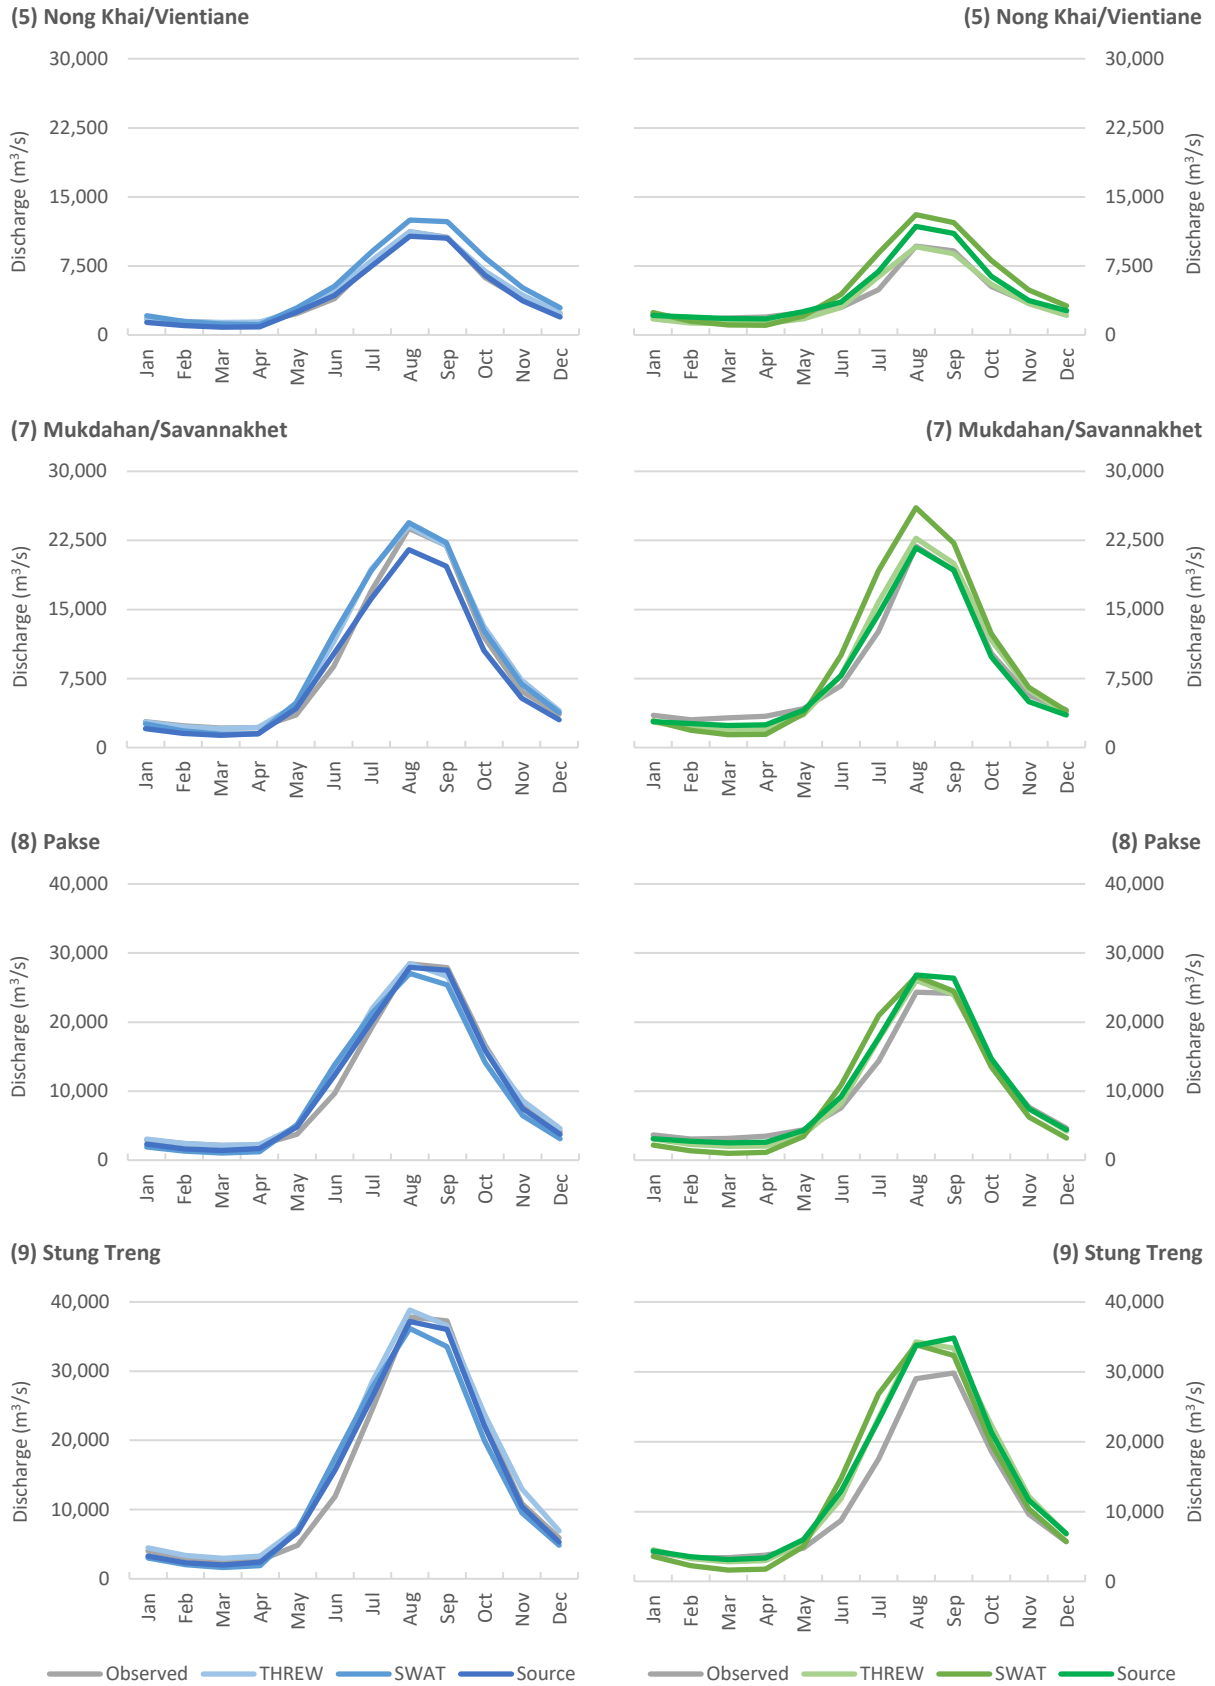 (5) Nong Khai/Vientiane
30,000
22,500
15,000
7,500
0
Discharge (m³/s)
Jan Feb Mar Apr May Jun Jul Aug Sep Oct Nov Dec
(5) Nong Khai/Vientiane
30,000
22,500
15,000
7,500
0
Discharge (m³/s)
Jan Feb Mar Apr May Jun Jul Aug Sep Oct Nov Dec
(7) Mukdahan/Savannakhet
30,000
22,500
15,000
7,500
0
Discharge (m³/s)
Jan Feb Mar Apr May Jun Jul Aug Sep Oct Nov Dec
(7) Mukdahan/Savannakhet
30,000
22,500
15,000
7,500
0
Discharge (m³/s)
Jan Feb Mar Apr May Jun Jul Aug Sep Oct Nov Dec
(8) Pakse
40,000
30,000
20,000
10,000
0
Discharge (m³/s)
Jan Feb Mar Apr May Jun Jul Aug Sep Oct Nov Dec
(8) Pakse
40,000
30,000
20,000
10,000
0
Discharge (m³/s)
Jan Feb Mar Apr May Jun Jul Aug Sep Oct Nov Dec
(9) Stung Treng
40,000
30,000
20,000
10,000
0
Discharge (m³/s)
Jan Feb Mar Apr May Jun Jul Aug Sep Oct Nov Dec
(9) Stung Treng
40,000
30,000
20,000
10,000
0
Discharge (m³/s)
Jan Feb Mar Apr May Jun Jul Aug Sep Oct Nov Dec
Observed THREW SWAT Source
Observed THREW SWAT Source